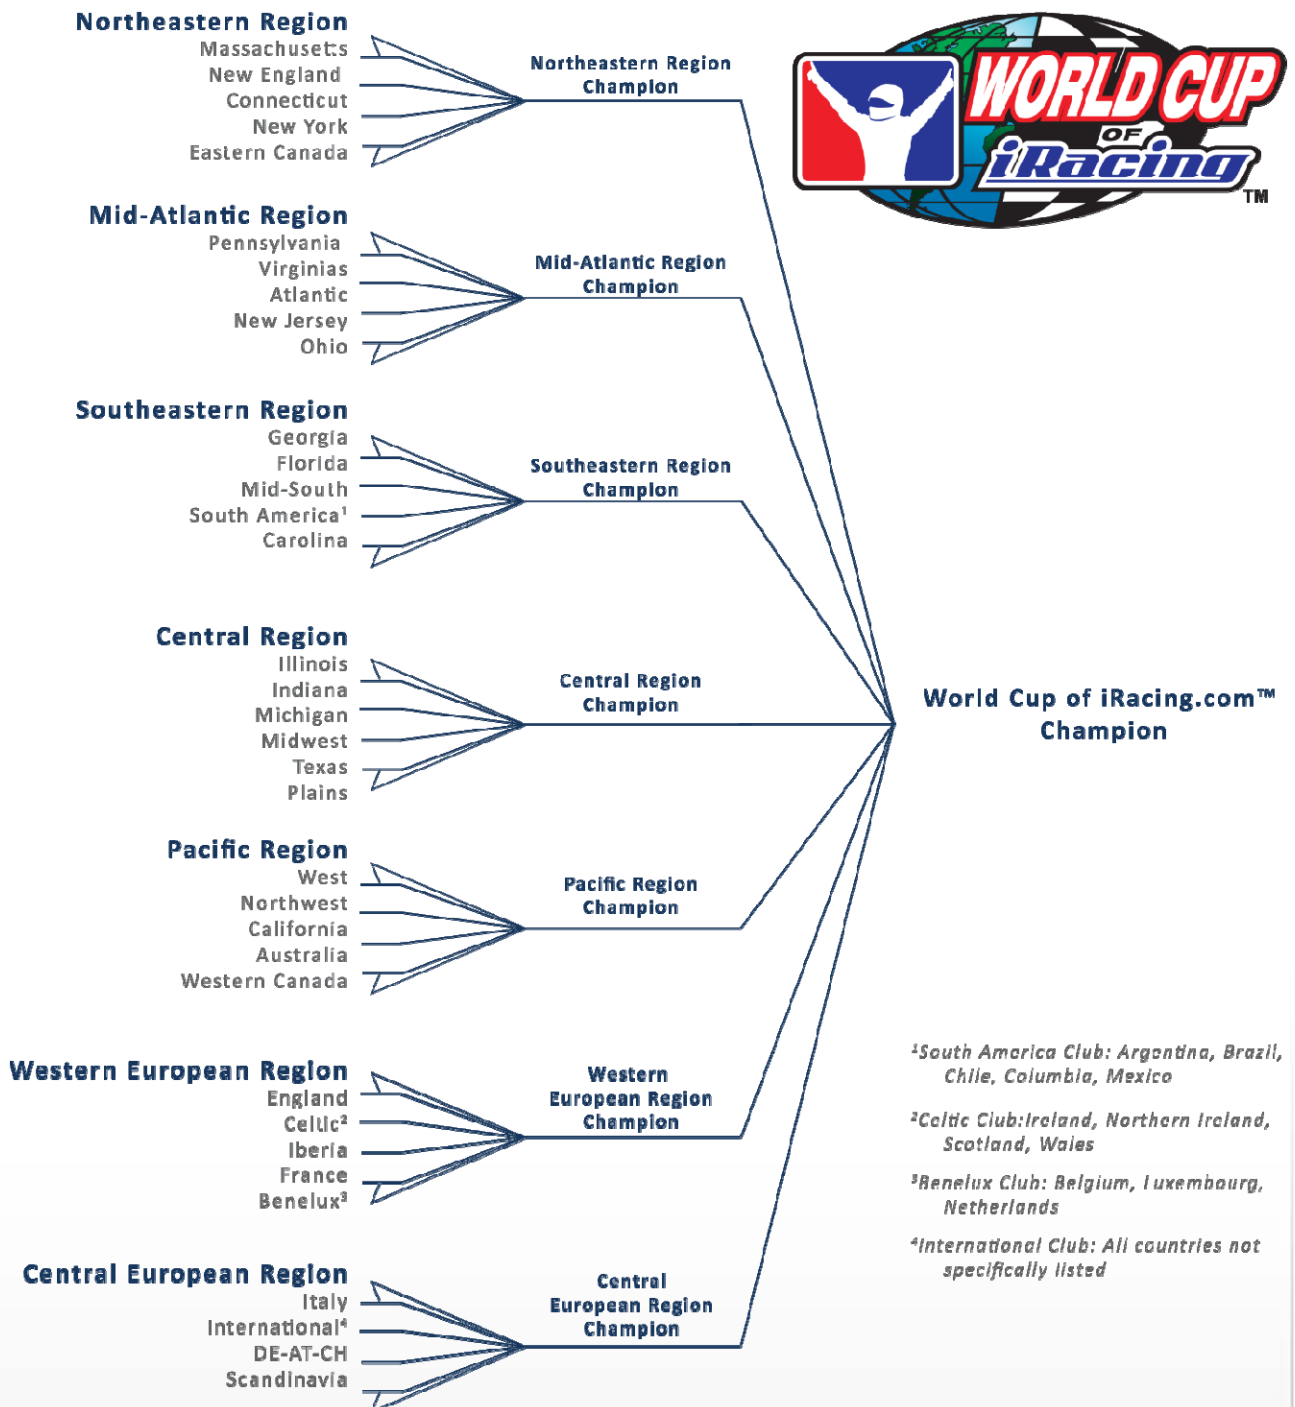 Northeastern Region
Massachusetts
New England
Connecticut
New York
Eastern Canada
Northeastern Region
Champion
WORLD CUP
OF
iRacing
TM
Mid-Atlantic Region
Pennsylvania
Virginias
Atlantic
New Jersey
Ohio
Mid-Atlantic Region
Champion
Southeastern Region
Georgia
Florida
Mid-South
South America¹
Carolina
Southeastern Region
Champion
Central Region
Illinois
Indiana
Michigan
Midwest
Texas
Plains
Central Region
Champion
World Cup of iRacing.com™
Champion
Pacific Region
West
Northwest
California
Australia
Western Canada
Pacific Region
Champion
Western European Region
England
Celtic²
Iberia
France
Benelux³
Western
European Region
Champion
Central European Region
Italy
International⁴
DE-AT-CH
Scandinavia
Central
European Region
Champion
¹South America Club: Argentina, Brazil,
Chile, Columbia, Mexico
²Celtic Club:Ireland, Northern Ireland,
Scotland, Wales
³Benelux Club: Belgium, Luxembourg,
Netherlands
⁴International Club: All countries not
specifically listed